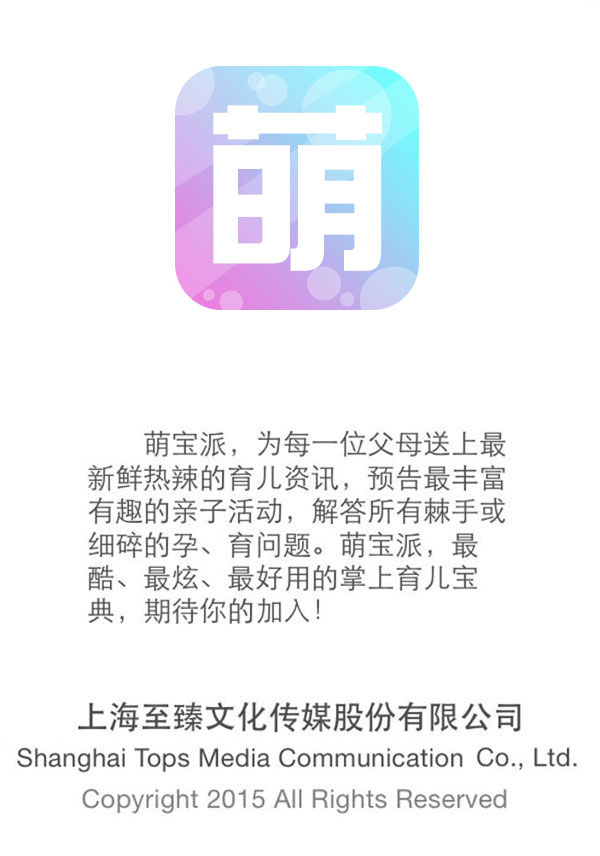 萌
萌宝派，为每一位父母送上最
新鲜热辣的育儿资讯，预告最丰富
有趣的亲子活动，解答所有棘手或
细碎的孕、育问题。萌宝派，最
酷、最炫、最好用的掌上育儿宝
典，期待你的加入！
上海至臻文化传媒股份有限公司
Shanghai Tops Media Communication Co., Ltd.
Copyright 2015 All Rights Reserved